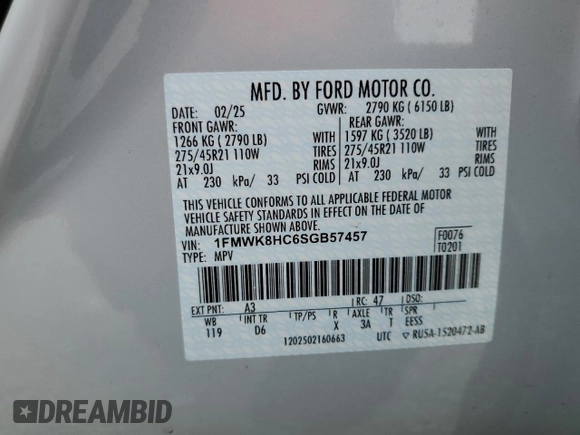 MFD. BY FORD MOTOR CO.
DATE: 02/25 GVWR: 2790 KG ( 6150 LB)
FRONT GAWR: REAR GAWR:
1266 KG ( 2790 LB) WITH 1597 KG ( 3520 LB) WITH
275/45R21 110W TIRES 275/45R21 110W TIRES
21x9.0J RIMS 21x9.0J RIMS
AT 230 kPa/ 33 PSI COLD AT 230 kPa/ 33 PSI COLD
THIS VEHICLE CONFORMS TO ALL APPLICABLE FEDERAL MOTOR
VEHICLE SAFETY STANDARDS IN EFFECT ON THE DATE OF
MANUFACTURE SHOWN ABOVE.
VIN: 1FMWK8HC6SGB57457 F0076
TYPE: MPV T0201
EXT PNT: A3 RC: 47 DSO:
WB INT TR TP/PS R AXLE TR SPR
119 D6 X 3A T EESS
1202502160663 UTC ▽ RU5A-1520472-AB
DREAMBID